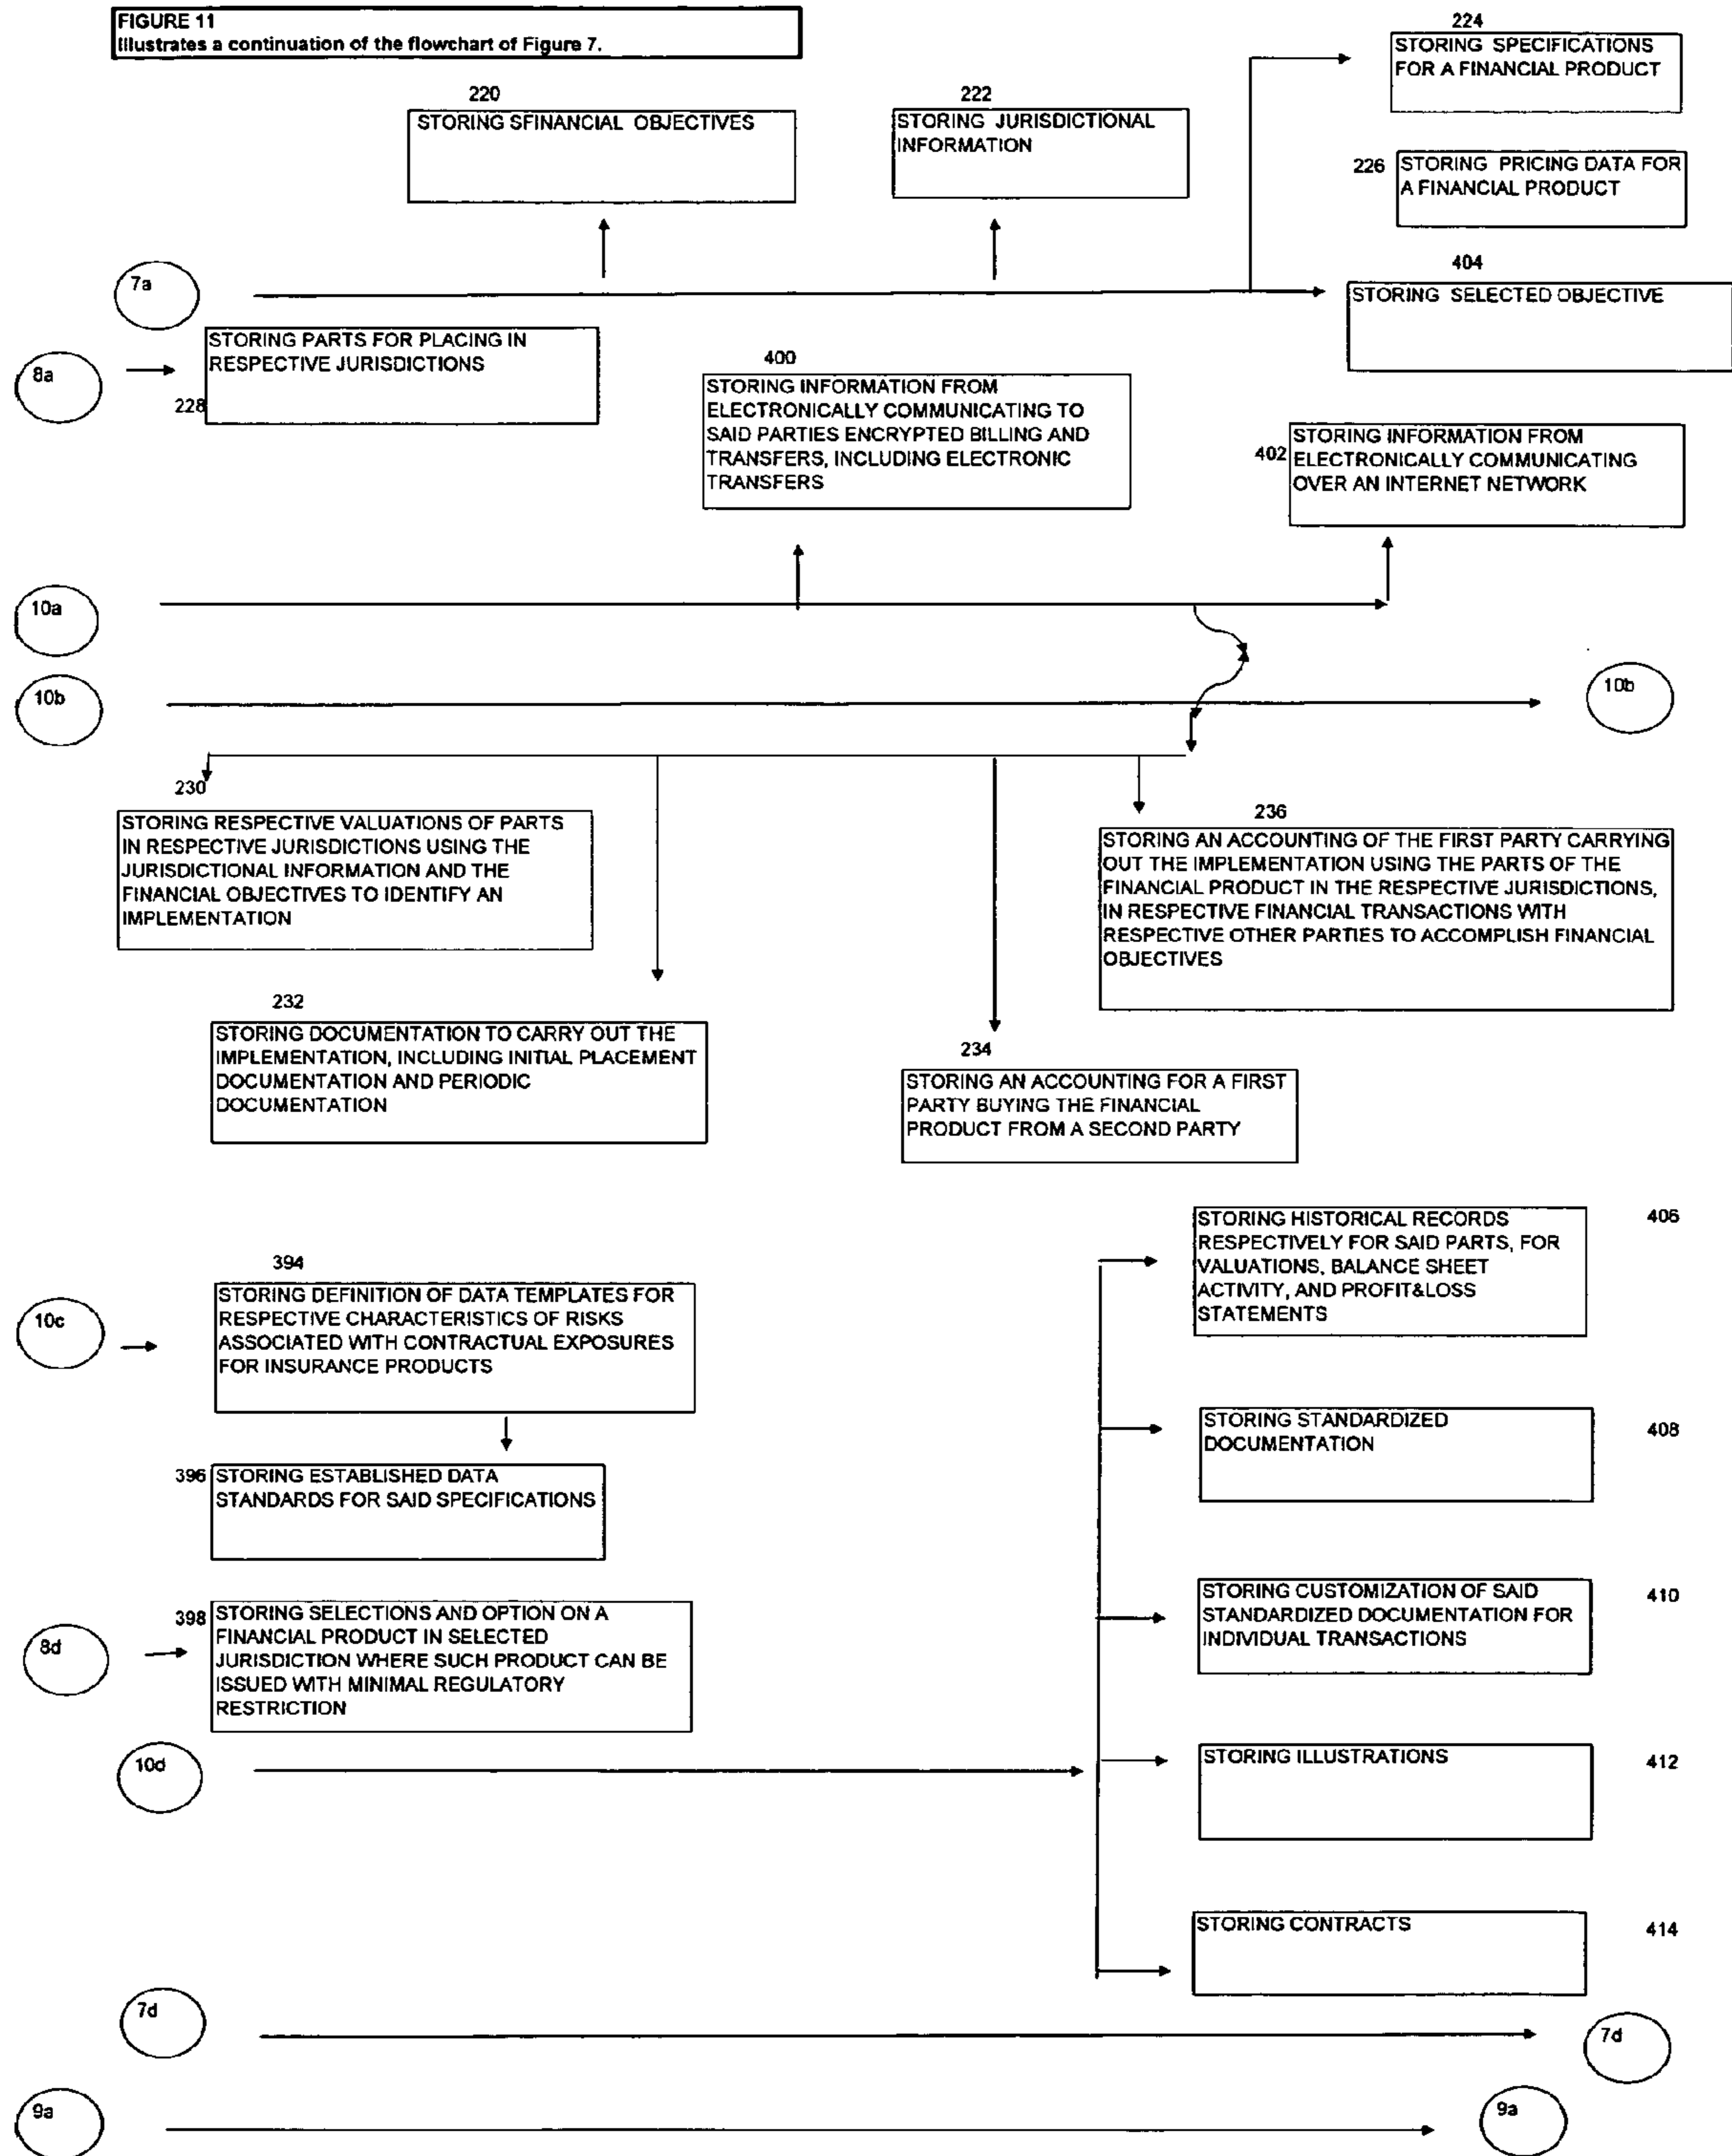 FIGURE 11
Illustrates a continuation of the flowchart of Figure 7.
224
STORING SPECIFICATIONS
FOR A FINANCIAL PRODUCT
220
STORING SFINANCIAL OBJECTIVES
222
STORING JURISDICTIONAL
INFORMATION
226
STORING PRICING DATA FOR
A FINANCIAL PRODUCT
7a
404
STORING SELECTED OBJECTIVE
8a
STORING PARTS FOR PLACING IN
RESPECTIVE JURISDICTIONS
228
400
STORING INFORMATION FROM
ELECTRONICALLY COMMUNICATING TO
SAID PARTIES ENCRYPTED BILLING AND
TRANSFERS, INCLUDING ELECTRONIC
TRANSFERS
402
STORING INFORMATION FROM
ELECTRONICALLY COMMUNICATING
OVER AN INTERNET NETWORK
10a
10b
10b
230
STORING RESPECTIVE VALUATIONS OF PARTS
IN RESPECTIVE JURISDICTIONS USING THE
JURISDICTIONAL INFORMATION AND THE
FINANCIAL OBJECTIVES TO IDENTIFY AN
IMPLEMENTATION
236
STORING AN ACCOUNTING OF THE FIRST PARTY CARRYING
OUT THE IMPLEMENTATION USING THE PARTS OF THE
FINANCIAL PRODUCT IN THE RESPECTIVE JURISDICTIONS,
IN RESPECTIVE FINANCIAL TRANSACTIONS WITH
RESPECTIVE OTHER PARTIES TO ACCOMPLISH FINANCIAL
OBJECTIVES
232
STORING DOCUMENTATION TO CARRY OUT THE
IMPLEMENTATION, INCLUDING INITIAL PLACEMENT
DOCUMENTATION AND PERIODIC
DOCUMENTATION
234
STORING AN ACCOUNTING FOR A FIRST
PARTY BUYING THE FINANCIAL
PRODUCT FROM A SECOND PARTY
10c
394
STORING DEFINITION OF DATA TEMPLATES FOR
RESPECTIVE CHARACTERISTICS OF RISKS
ASSOCIATED WITH CONTRACTUAL EXPOSURES
FOR INSURANCE PRODUCTS
406
STORING HISTORICAL RECORDS
RESPECTIVELY FOR SAID PARTS, FOR
VALUATIONS, BALANCE SHEET
ACTIVITY, AND PROFIT&LOSS
STATEMENTS
396
STORING ESTABLISHED DATA
STANDARDS FOR SAID SPECIFICATIONS
STORING STANDARDIZED
DOCUMENTATION
408
8d
398
STORING SELECTIONS AND OPTION ON A
FINANCIAL PRODUCT IN SELECTED
JURISDICTION WHERE SUCH PRODUCT CAN BE
ISSUED WITH MINIMAL REGULATORY
RESTRICTION
STORING CUSTOMIZATION OF SAID
STANDARDIZED DOCUMENTATION FOR
INDIVIDUAL TRANSACTIONS
410
10d
STORING ILLUSTRATIONS
412
STORING CONTRACTS
414
7d
7d
9a
9a